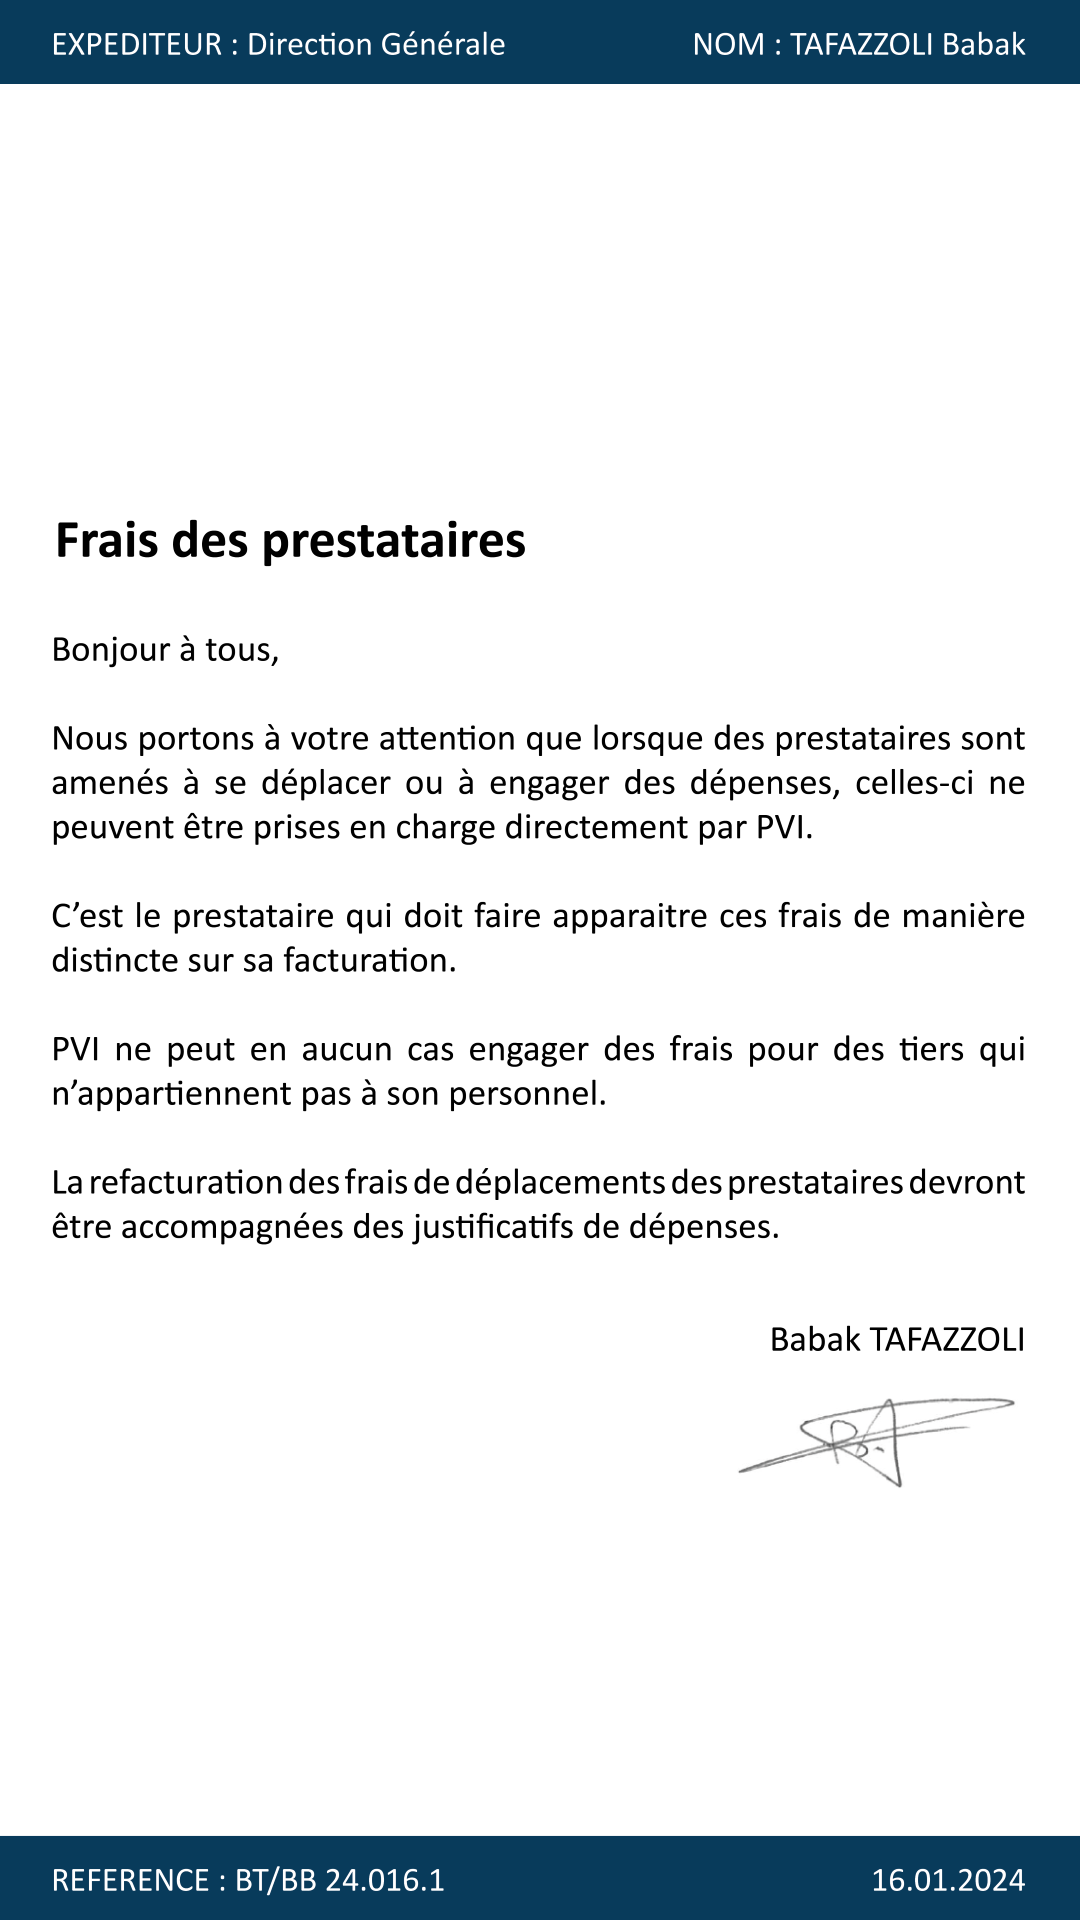 EXPEDITEUR : Direction Générale
NOM : TAFAZZOLI Babak
Frais des prestataires
Bonjour à tous,
Nous portons à votre attention que lorsque des prestataires sont
amenés à se déplacer ou à engager des dépenses, celles-ci ne
peuvent être prises en charge directement par PVI.
C’est le prestataire qui doit faire apparaitre ces frais de manière
distincte sur sa facturation.
PVI ne peut en aucun cas engager des frais pour des tiers qui
n’appartiennent pas à son personnel.
La refacturation des frais de déplacements des prestataires devront
être accompagnées des justificatifs de dépenses.
Babak TAFAZZOLI
REFERENCE : BT/BB 24.016.1
16.01.2024